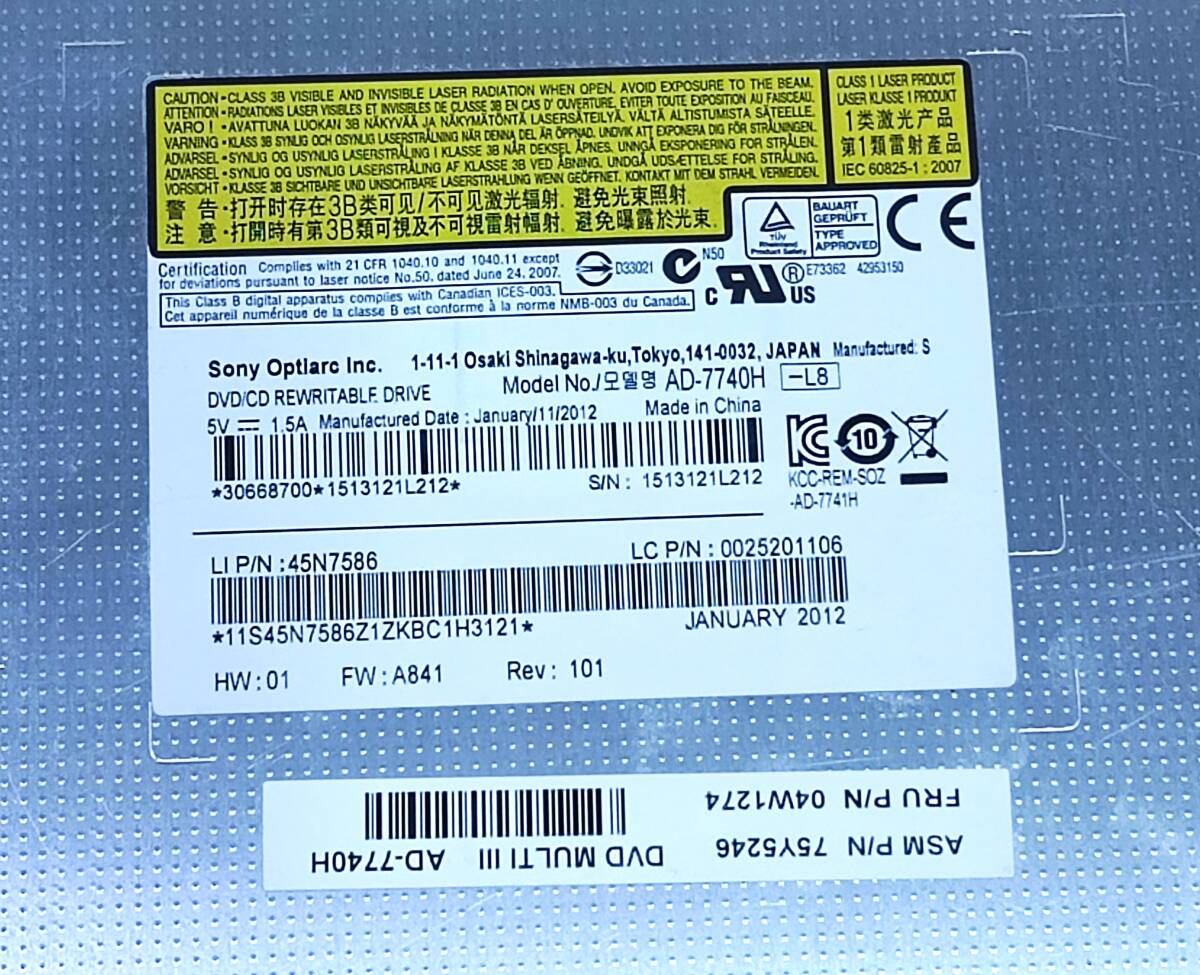 CAUTION - CLASS 3B VISIBLE AND INVISIBLE LASER RADIATION WHEN OPEN. AVOID EXPOSURE TO THE BEAM.
ATTENTION - RADIATIONS LASER VISIBLES ET INVISIBLES DE CLASSE 3B EN CAS D' OUVERTURE. EVITER TOUTE EXPOSITION AU FAISCEAU.
VARO ! - AVATTUNA LUOKAN 3B NÄKYVÄÄ JA NÄKYMÄTÖNTÄ LASERSÄTEILYÄ. VÄLTÄ ALTISTUMISTA SÄTEELLE.
VARNING - KLASS 3B SYNLIG OCH OSYNLIG LASERSTRÅLNING NÄR DENNA DEL ÄR ÖPPNAD. UNDVIK ATT EXPONERA DIG FÖR STRÅLNINGEN.
ADVARSEL - SYNLIG OG USYNLIG LASERSTRÅLING I KLASSE 3B NÅR DEKSEL ÅPNES. UNNGÅ EKSPONERING FOR STRÅLEN.
ADVARSEL - SYNLIG OG USYNLIG LASERSTRÅLING AF KLASSE 3B VED ÅBNING. UNDGÅ UDSÆTTELSE FOR STRÅLING.
VORSICHT - KLASSE 3B SICHTBARE UND UNSICHTBARE LASERSTRAHLUNG WENN GEÖFFNET. KONTAKT MIT DEM STRAHL VERMEIDEN.
警 告 - 打开时存在3B类可见/不可见激光辐射. 避免光束照射.
注 意 - 打開時有第3B類可視及不可視雷射幅射. 避免曝露於光束.
CLASS 1 LASER PRODUCT
LASER KLASSE 1 PRODUKT
1类激光产品
第1類雷射產品
IEC 60825-1 : 2007
TÜV
Rheinland
Product Safety
BAUART
GEPRÜFT
TYPE
APPROVED
CE
Certification Complies with 21 CFR 1040.10 and 1040.11 except
for deviations pursuant to laser notice No.50, dated June 24, 2007.
D33021
N50
C RU ® US
E73362 42953150
This Class B digital apparatus complies with Canadian ICES-003.
Cet appareil numérique de la classe B est conforme à la norme NMB-003 du Canada.
Sony Optiarc Inc. 1-11-1 Osaki Shinagawa-ku,Tokyo,141-0032, JAPAN Manufactured: S
DVD/CD REWRITABLE DRIVE Model No./모델명 AD-7740H -L8
5V ⎓ 1.5A Manufactured Date : January/11/2012 Made in China
*30668700*1513121L212* S/N : 1513121L212
KC 10
KCC-REM-SOZ
-AD-7741H
LI P/N :45N7586 LC P/N : 0025201106
*11S45N7586Z1ZKBC1H3121* JANUARY 2012
HW:01 FW:A841 Rev: 101
ASM P/N 75Y5246 DVD MULTI III AD-7740H
FRU P/N 04W1274